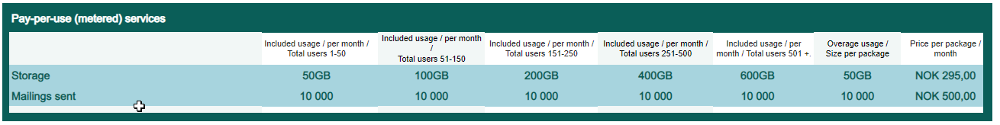 Pay-per-use (metered) services
Included usage / per month /
Total users 1-50
Included usage / per month
/
Total users 51-150
Included usage / per month /
Total users 151-250
Included usage / per month /
Total users 251-500
Included usage / per
month / Total users 501 +.
Overage usage /
Size per package
Price per package /
month
Storage 50GB 100GB 200GB 400GB 600GB 50GB NOK 295,00
Mailings sent 10 000 10 000 10 000 10 000 10 000 10 000 NOK 500,00